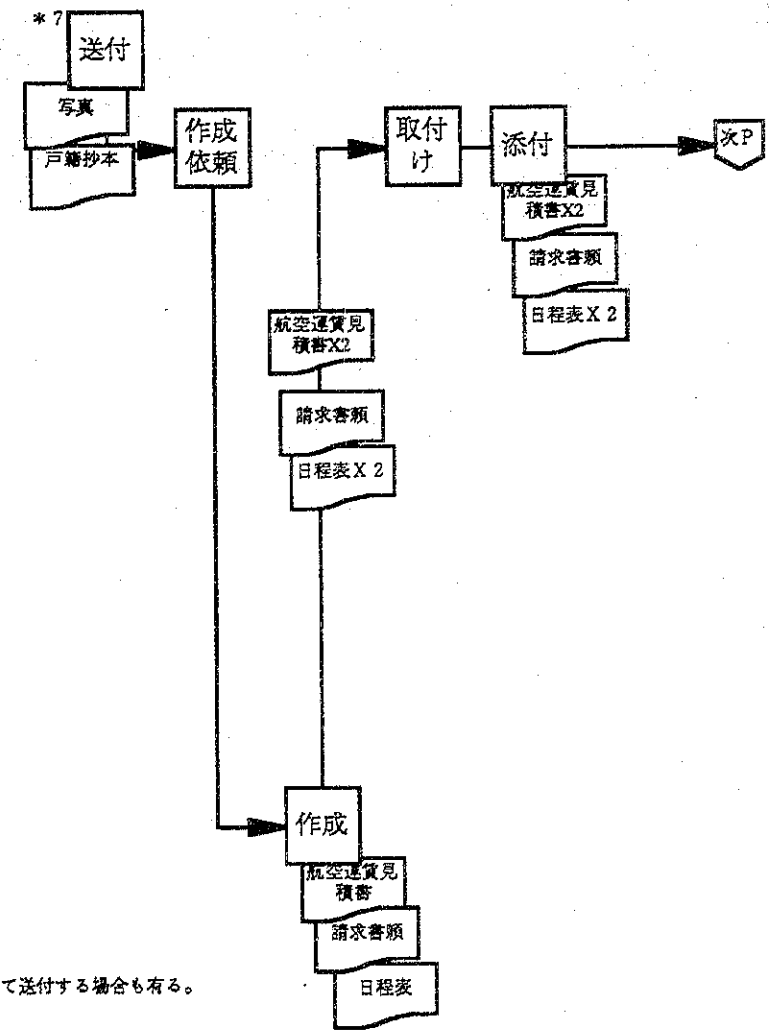 *7
送付
写真
戸籍抄本
作成
依頼
取付
け
添付
次P
航空運賃見
積書X2
請求書類
日程表X2
航空運賃見
積書X2
請求書類
日程表X2
作成
航空運賃見
積書
請求書類
日程表
て送付する場合も有る。